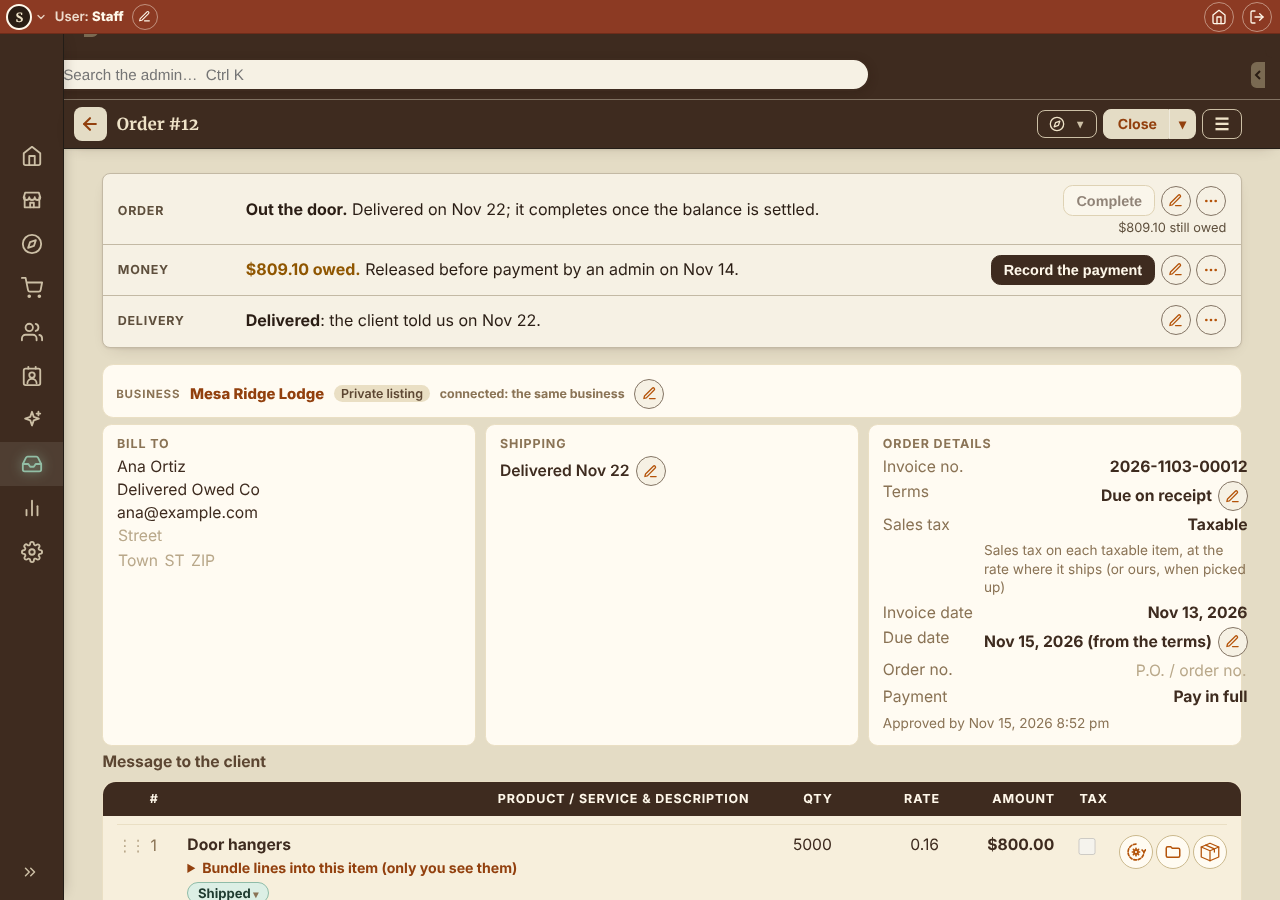 S
User: Staff
Search the admin… Ctrl K
Order #12
Close
ORDER
Out the door. Delivered on Nov 22; it completes once the balance is settled.
Complete
$809.10 still owed
MONEY
$809.10 owed. Released before payment by an admin on Nov 14.
Record the payment
DELIVERY
Delivered: the client told us on Nov 22.
BUSINESS Mesa Ridge Lodge Private listing connected: the same business
BILL TO
Ana Ortiz
Delivered Owed Co
ana@example.com
Street
Town ST ZIP
SHIPPING
Delivered Nov 22
ORDER DETAILS
Invoice no. 2026-1103-00012
Terms Due on receipt
Sales tax Taxable
Sales tax on each taxable item, at the
rate where it ships (or ours, when picked
up)
Invoice date Nov 13, 2026
Due date Nov 15, 2026 (from the terms)
Order no. P.O. / order no.
Payment Pay in full
Approved by Nov 15, 2026 8:52 pm
Message to the client
# PRODUCT / SERVICE & DESCRIPTION QTY RATE AMOUNT TAX
1 Door hangers 5000 0.16 $800.00
Bundle lines into this item (only you see them)
Shipped